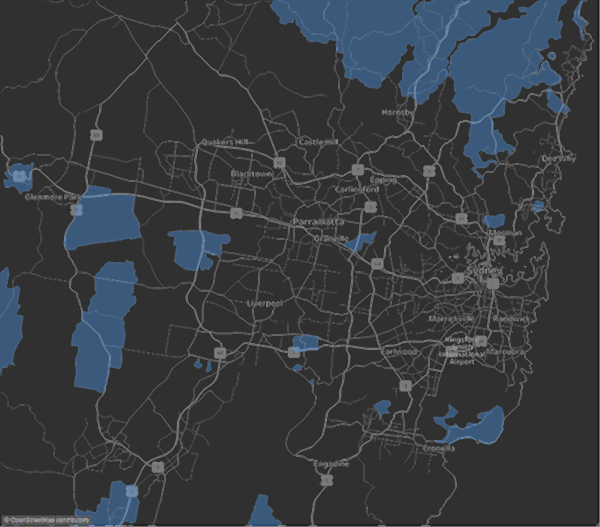 Hornsby
Quakers Hill
Castle Hill
Dee Why
Blacktown
Epping
Carlingford
Glenmore Park
Parramatta
Mosman
Granville
Sydney
Liverpool
Marrickville
Randwick
Earlwood
International
Airport
Maroubra
Cronulla
Engadine
© OpenStreetMap contributors